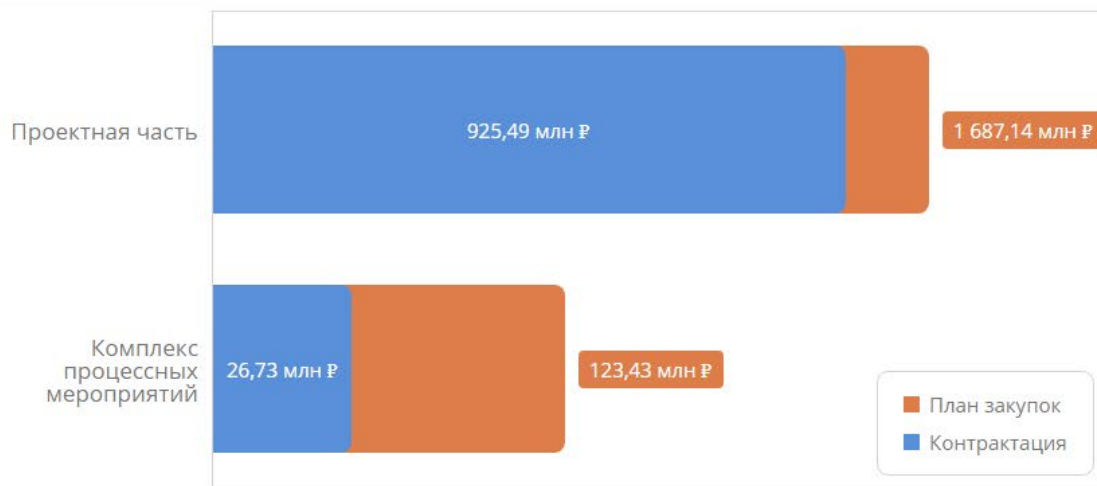 Проектная часть
925,49 млн ₽
1 687,14 млн ₽
Комплекс
процессных
мероприятий
26,73 млн ₽
123,43 млн ₽
План закупок
Контрактация